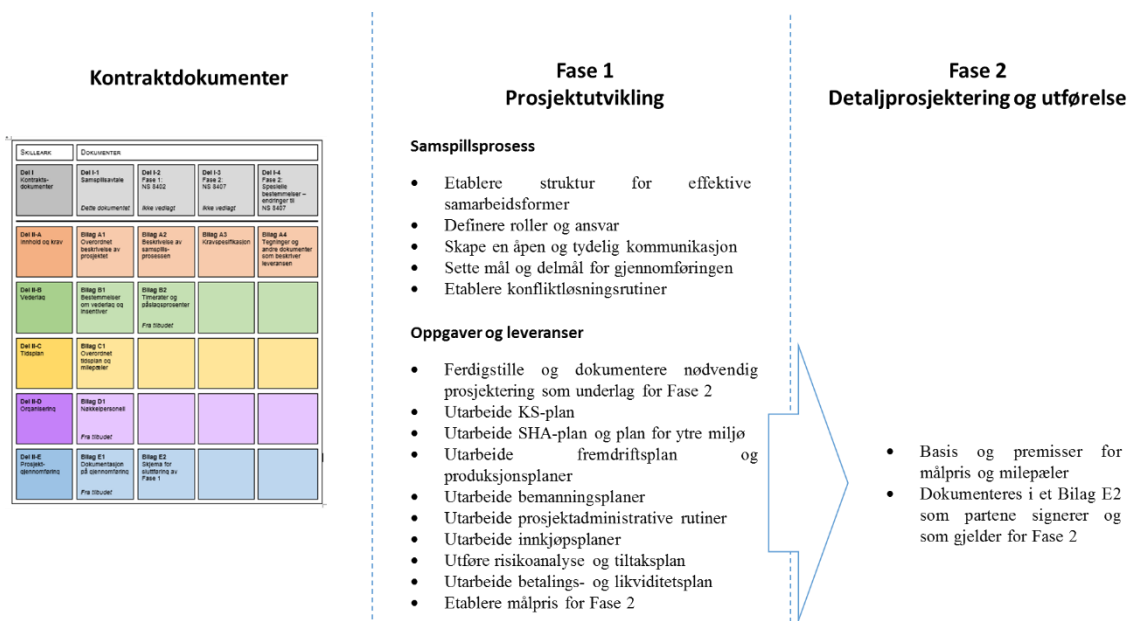 Kontraktdokumenter
SKILLEARK
DOKUMENTER
Del I
Kontrakts-
dokumenter
Del I-1
Samspillsavtale
Dette dokumentet
Del I-2
Fase 1:
NS 8402
Ikke vedlagt
Del I-3
Fase 2:
NS 8407
Ikke vedlagt
Del I-4
Fase 2:
Spesielle
bestemmelser –
endringer til
NS 8407
Del II-A
Innhold og krav
Bilag A1
Overordnet
beskrivelse av
prosjektet
Bilag A2
Beskrivelse av
samspills-
prosessen
Bilag A3
Kravspesifikasjon
Bilag A4
Tegninger og
andre dokumenter
som beskriver
leveransen
Del II-B
Vederlag
Bilag B1
Bestemmelser
om vederlag og
insentiver
Bilag B2
Timerater og
påslagsprosenter
Fra tilbudet
Del II-C
Tidsplan
Bilag C1
Overordnet
tidsplan og
milepæler
Del II-D
Organisering
Bilag D1
Nøkkelpersonell
Fra tilbudet
Del II-E
Prosjekt-
gjennomføring
Bilag E1
Dokumentasjon
på gjennomføring
Fra tilbudet
Bilag E2
Skjema for
sluttføring av
Fase 1
Fase 1
Prosjektutvikling
Samspillsprosess
• Etablere struktur for effektive
samarbeidsformer
• Definere roller og ansvar
• Skape en åpen og tydelig kommunikasjon
• Sette mål og delmål for gjennomføringen
• Etablere konfliktløsningsrutiner
Oppgaver og leveranser
• Ferdigstille og dokumentere nødvendig
prosjektering som underlag for Fase 2
• Utarbeide KS-plan
• Utarbeide SHA-plan og plan for ytre miljø
• Utarbeide fremdriftsplan og
produksjonsplaner
• Utarbeide bemanningsplaner
• Utarbeide prosjektadministrative rutiner
• Utarbeide innkjøpsplaner
• Utføre risikoanalyse og tiltaksplan
• Utarbeide betalings- og likviditetsplan
• Etablere målpris for Fase 2
Fase 2
Detaljprosjektering og utførelse
• Basis og premisser for
målpris og milepæler
• Dokumenteres i et Bilag E2
som partene signerer og
som gjelder for Fase 2